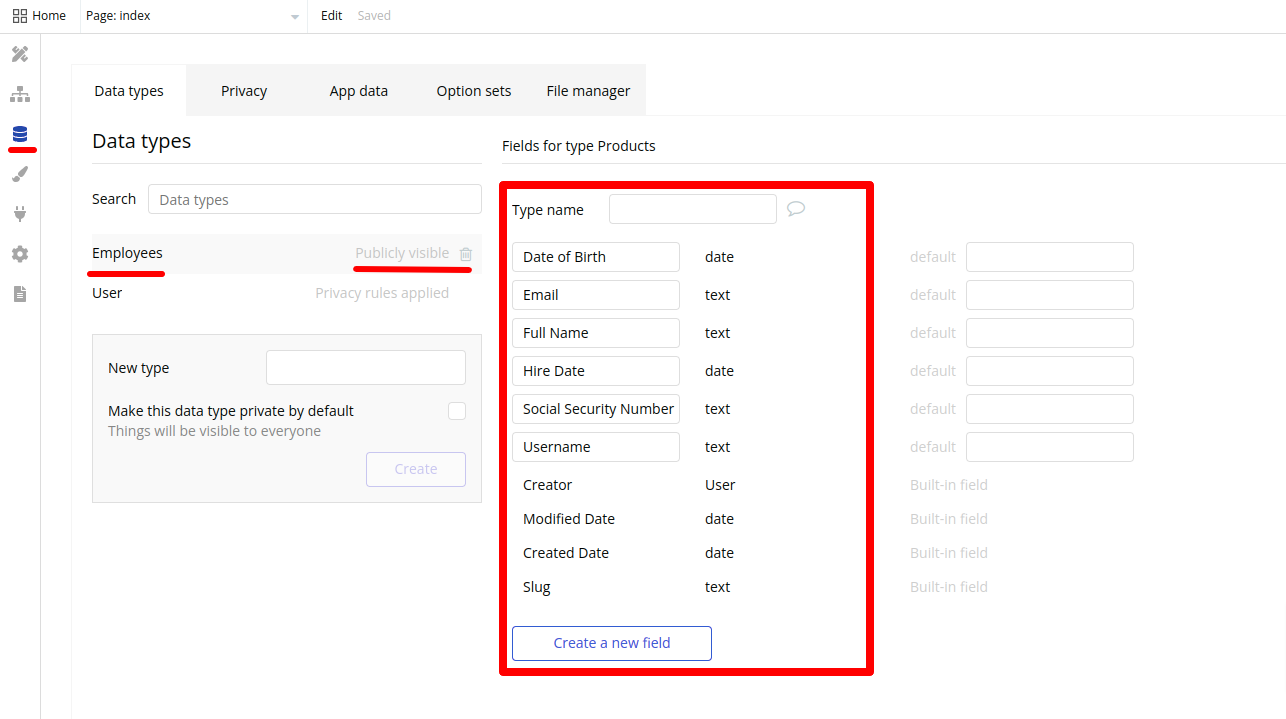 Home Page: index Edit Saved
Data types Privacy App data Option sets File manager
Data types
Search Data types
Employees Publicly visible
User Privacy rules applied
New type
Make this data type private by default
Things will be visible to everyone
Create
Fields for type Products
Type name
Date of Birth date default
Email text default
Full Name text default
Hire Date date default
Social Security Number text default
Username text default
Creator User Built-in field
Modified Date date Built-in field
Created Date date Built-in field
Slug text Built-in field
Create a new field